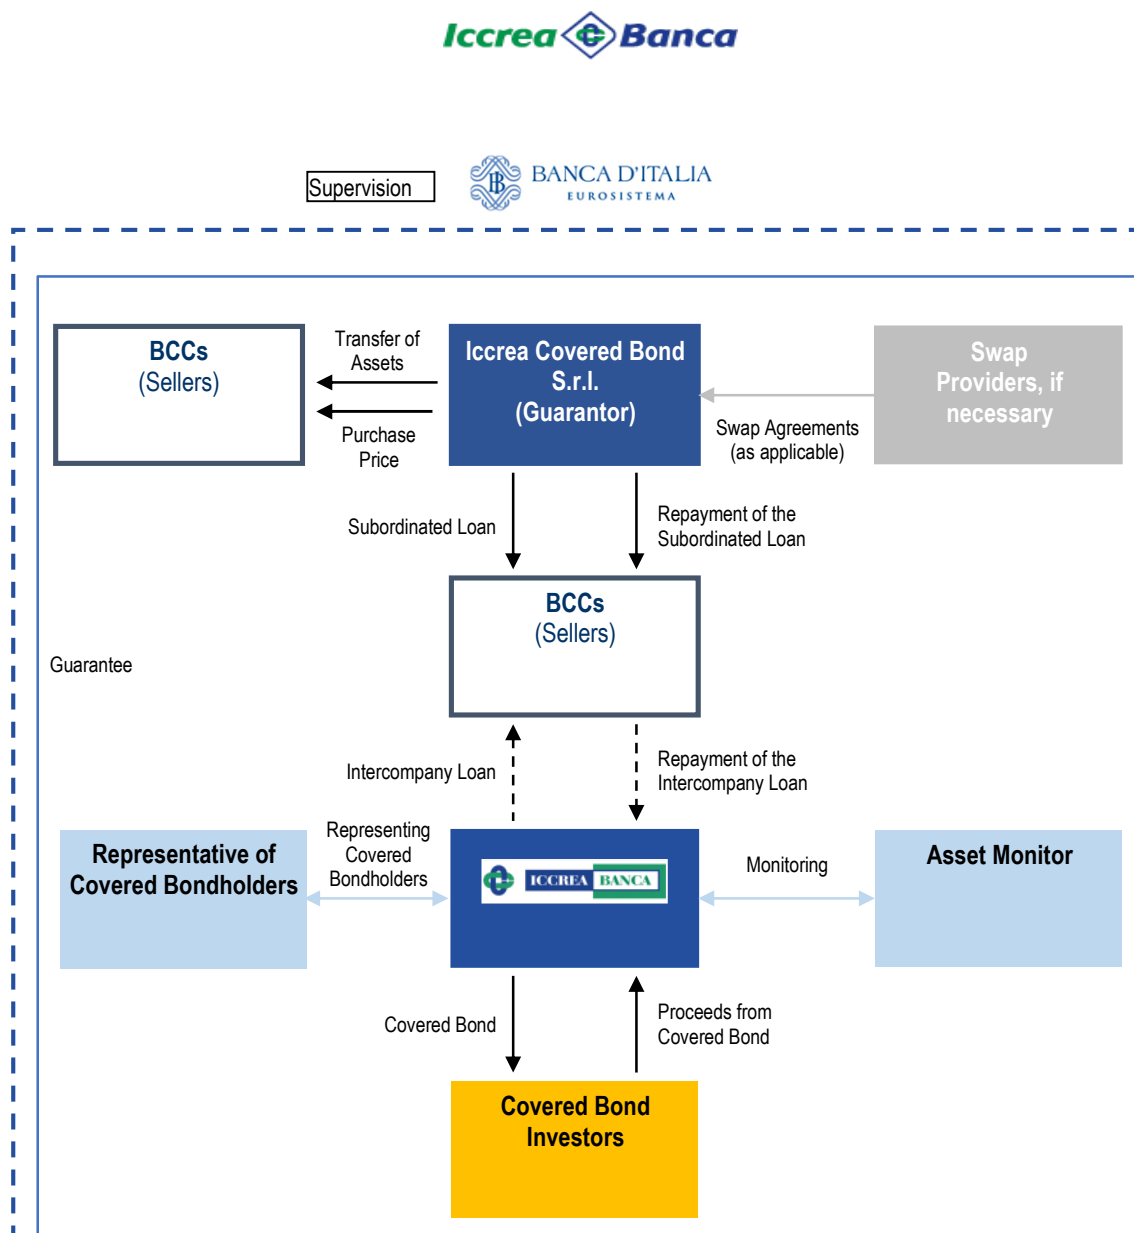 Iccrea Banca
Supervision
BANCA D'ITALIA
EUROSISTEMA
BCCs
(Sellers)
Transfer of
Assets
Purchase
Price
Iccrea Covered Bond
S.r.l.
(Guarantor)
Swap Agreements
(as applicable)
Swap
Providers, if
necessary
Subordinated Loan
Repayment of the
Subordinated Loan
BCCs
(Sellers)
Guarantee
Intercompany Loan
Repayment of the
Intercompany Loan
Representative of
Covered Bondholders
Representing
Covered
Bondholders
ICCREA BANCA
Monitoring
Asset Monitor
Covered Bond
Proceeds from
Covered Bond
Covered Bond
Investors